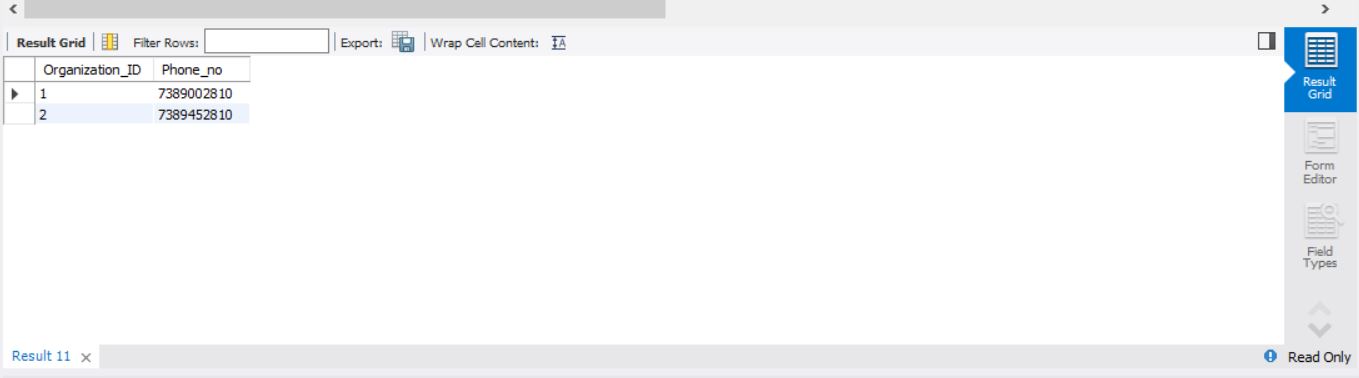 Result Grid Filter Rows: Export: Wrap Cell Content:
Organization_ID Phone_no
1 7389002810
2 7389452810
Result
Grid
Form
Editor
Field
Types
Result 11 Read Only